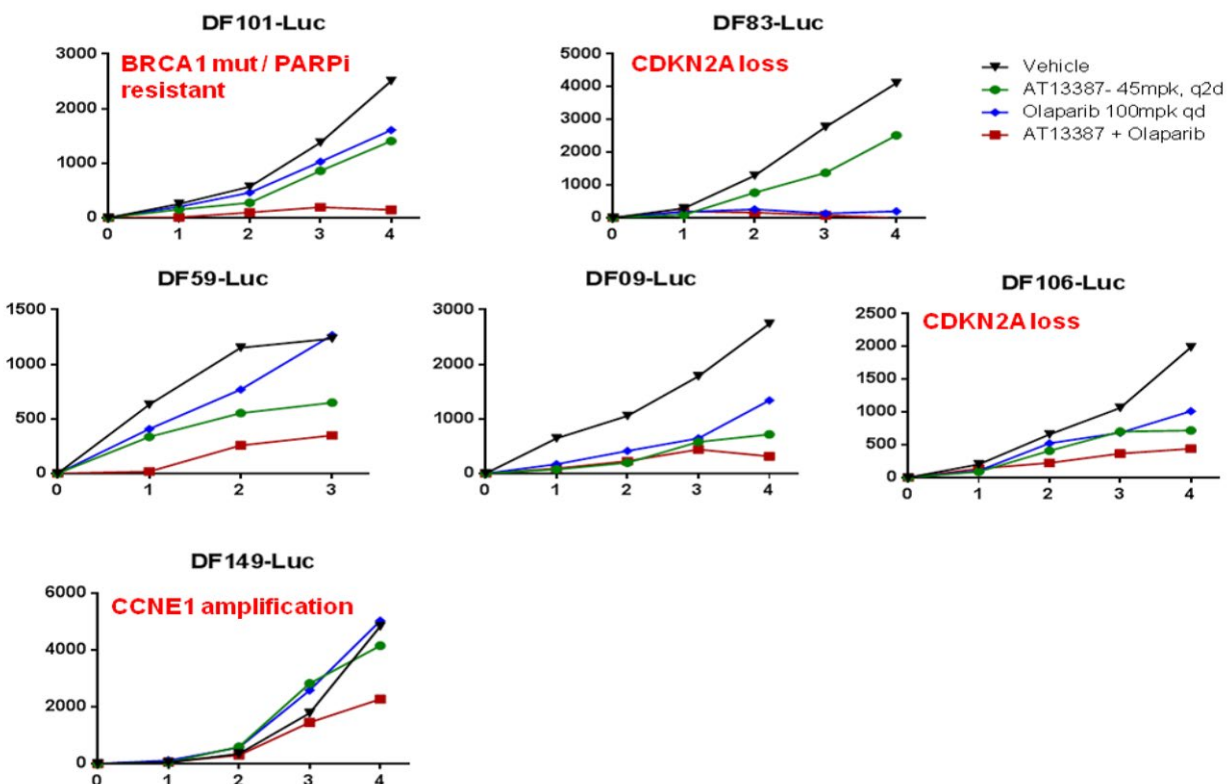 DF101-Luc
BRCA1 mut / PARPi
resistant
3000
2000
1000
0
0 1 2 3 4
DF83-Luc
CDKN2A loss
5000
4000
3000
2000
1000
0
0 1 2 3 4
Vehicle
AT13387- 45mpk, q2d
Olaparib 100mpk qd
AT13387 + Olaparib
DF59-Luc
1500
1000
500
0
0 1 2 3
DF09-Luc
3000
2000
1000
0
0 1 2 3 4
DF106-Luc
CDKN2A loss
2500
2000
1500
1000
500
0
0 1 2 3 4
DF149-Luc
CCNE1 amplification
6000
4000
2000
0
0 1 2 3 4